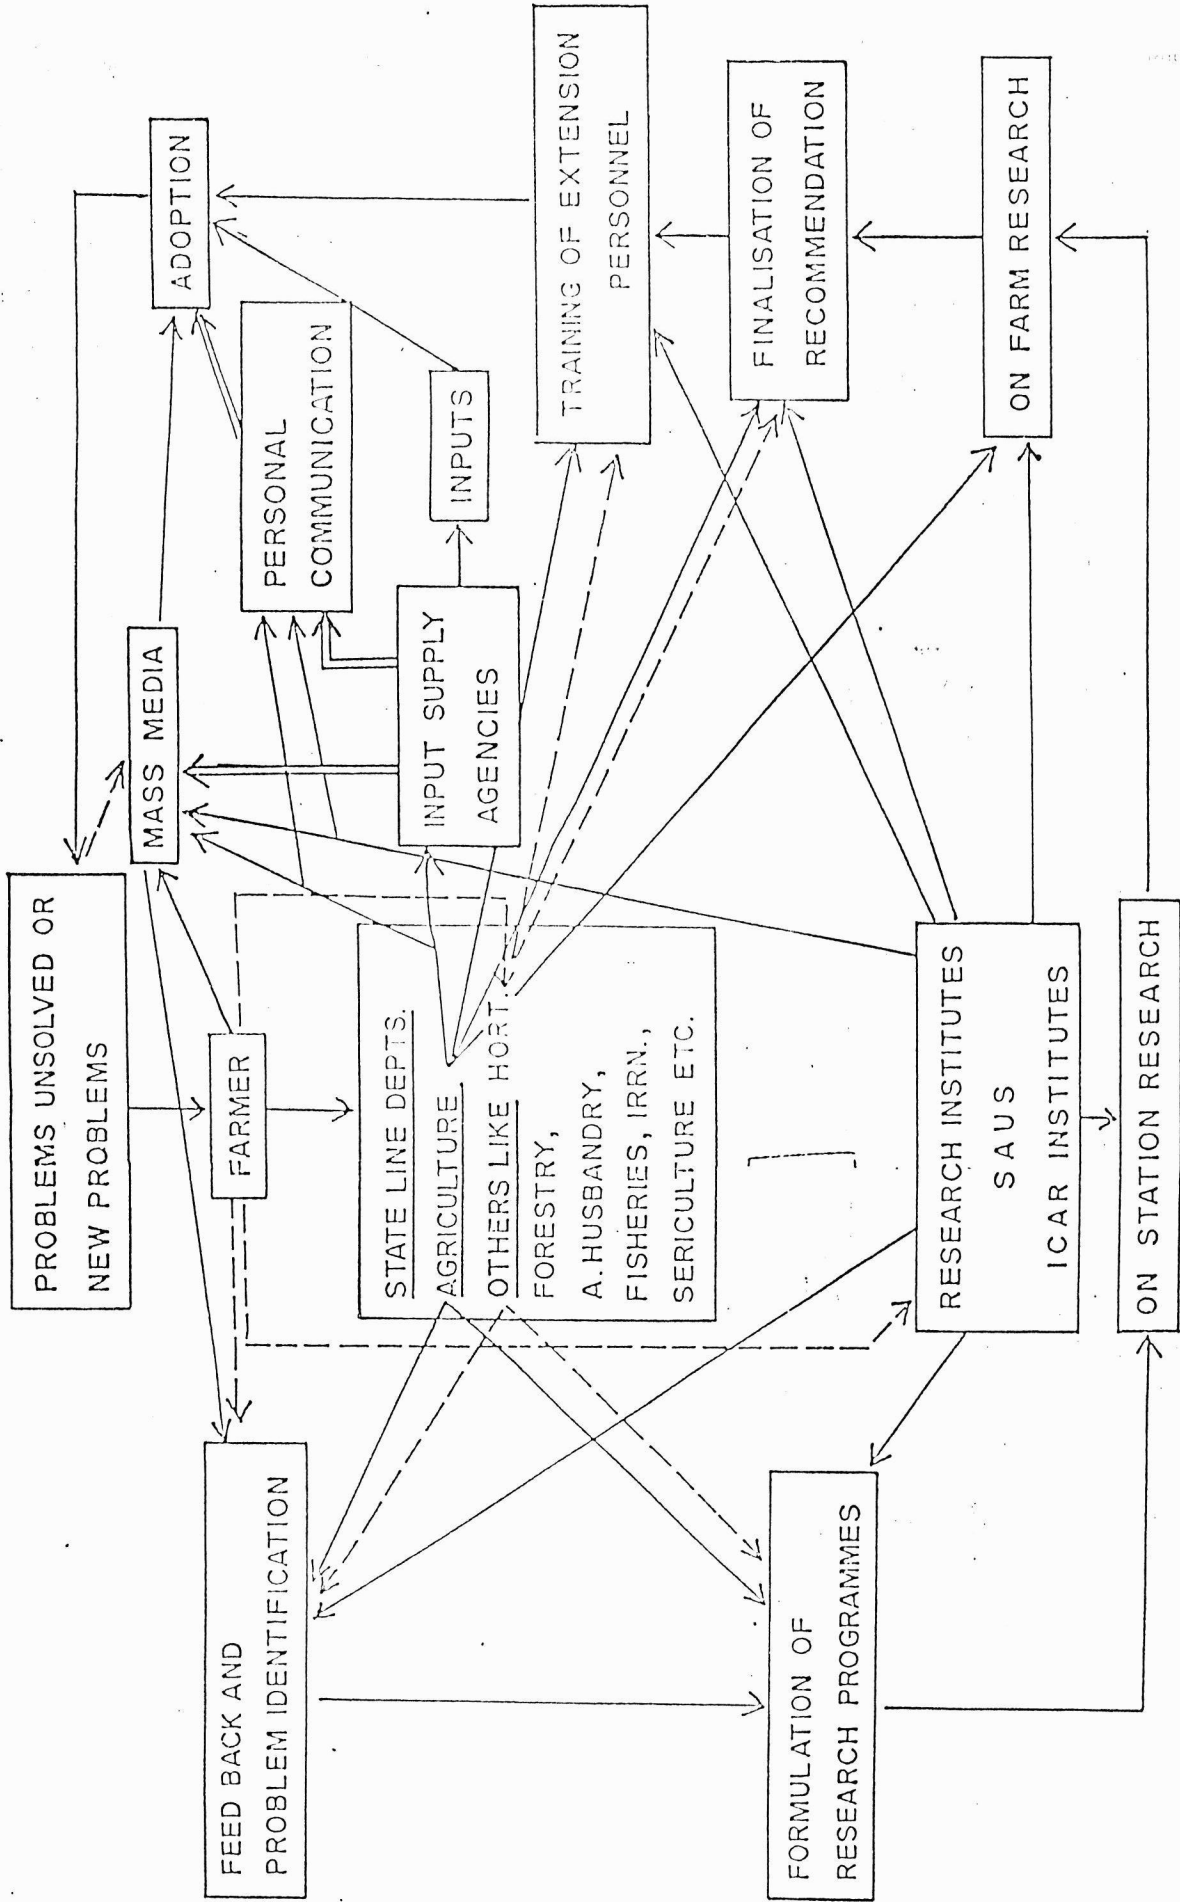 PROBLEMS UNSOLVED OR
NEW PROBLEMS
MASS MEDIA
ADOPTION
FEED BACK AND
PROBLEM IDENTIFICATION
FARMER
PERSONAL
COMMUNICATION
STATE LINE DEPTS.
AGRICULTURE
OTHERS LIKE HORT.
FORESTRY,
A.HUSBANDRY,
FISHERIES, IRRN.,
SERICULTURE ETC.
INPUT SUPPLY
AGENCIES
INPUTS
TRAINING OF EXTENSION
PERSONNEL
FORMULATION OF
RESEARCH PROGRAMMES
FINALISATION OF
RECOMMENDATION
RESEARCH INSTITUTES
SAUS
ICAR INSTITUTES
ON FARM RESEARCH
ON STATION RESEARCH